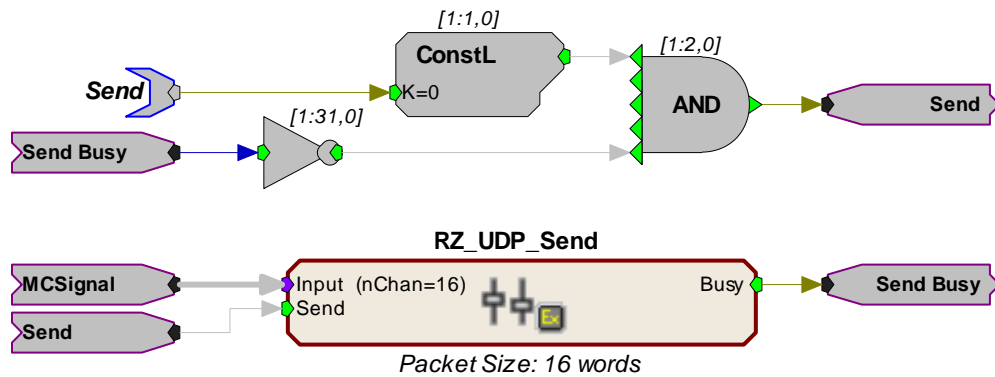 [1:1,0]
ConstL
K=0
[1:2,0]
AND
Send
Send
[1:31,0]
Send Busy
RZ_UDP_Send
MCSignal
Input (nChan=16)
Busy
Send Busy
Send
Send
Ex
Packet Size: 16 words